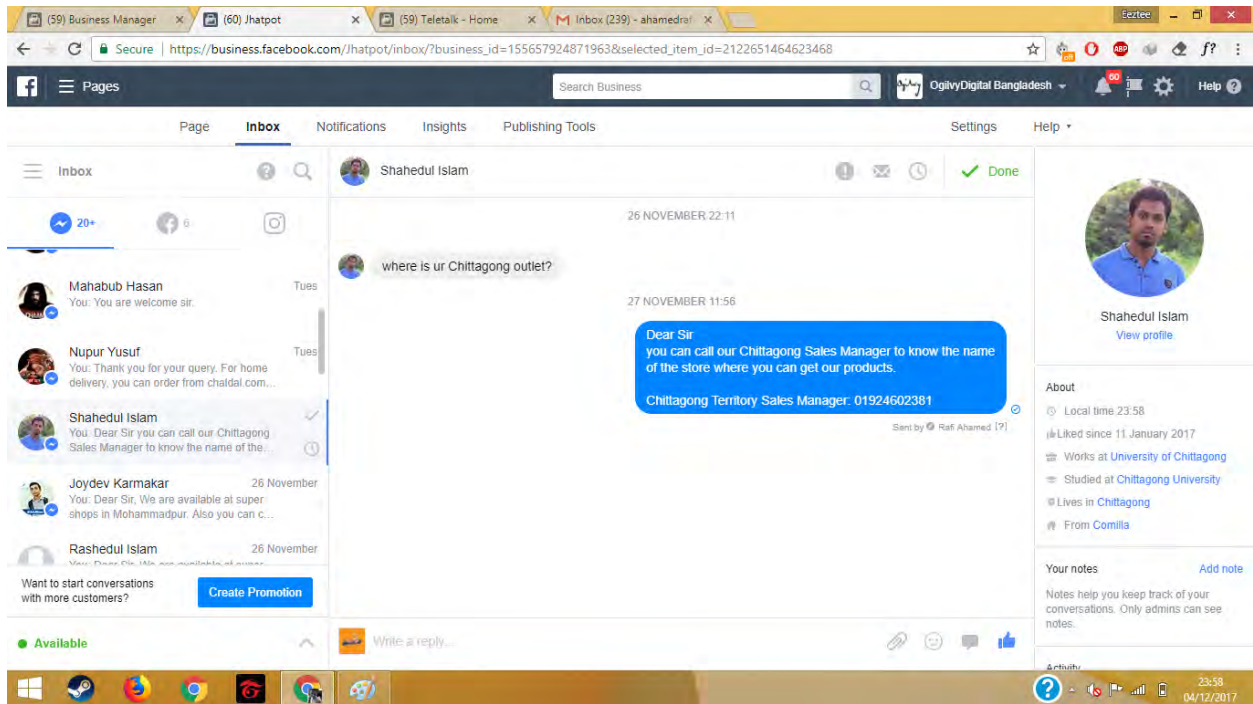 (59) Business Manager
(60) Jhatpot
(59) Teletalk - Home
Inbox (239) - ahamedraf
Eeztee
Secure | https://business.facebook.com/Jhatpot/inbox/?business_id=155657924871963&selected_item_id=2122651464623468
Pages
Search Business
OgilvyDigital Bangladesh
60
Help
Page
Inbox
Notifications
Insights
Publishing Tools
Settings
Help
Inbox
Shahedul Islam
Done
20+
6
26 NOVEMBER 22:11
where is ur Chittagong outlet?
27 NOVEMBER 11:56
Dear Sir
you can call our Chittagong Sales Manager to know the name
of the store where you can get our products.
Chittagong Territory Sales Manager: 01924602381
Sent by Rafi Ahamed [?]
Mahabub Hasan
Tues
You: You are welcome sir.
Nupur Yusuf
Tues
You: Thank you for your query. For home
delivery, you can order from chaldal.com...
Shahedul Islam
You: Dear Sir you can call our Chittagong
Sales Manager to know the name of the...
Joydev Karmakar
26 November
You: Dear Sir, We are available at super
shops in Mohammadpur. Also you can c...
Rashedul Islam
26 November
You: Dear Sir, We are available at super
Want to start conversations
with more customers?
Create Promotion
Available
Write a reply...
Shahedul Islam
View profile
About
Local time 23:58
Liked since 11 January 2017
Works at University of Chittagong
Studied at Chittagong University
Lives in Chittagong
From Comilla
Your notes
Add note
Notes help you keep track of your
conversations. Only admins can see
notes.
Activity
23:58
04/12/2017